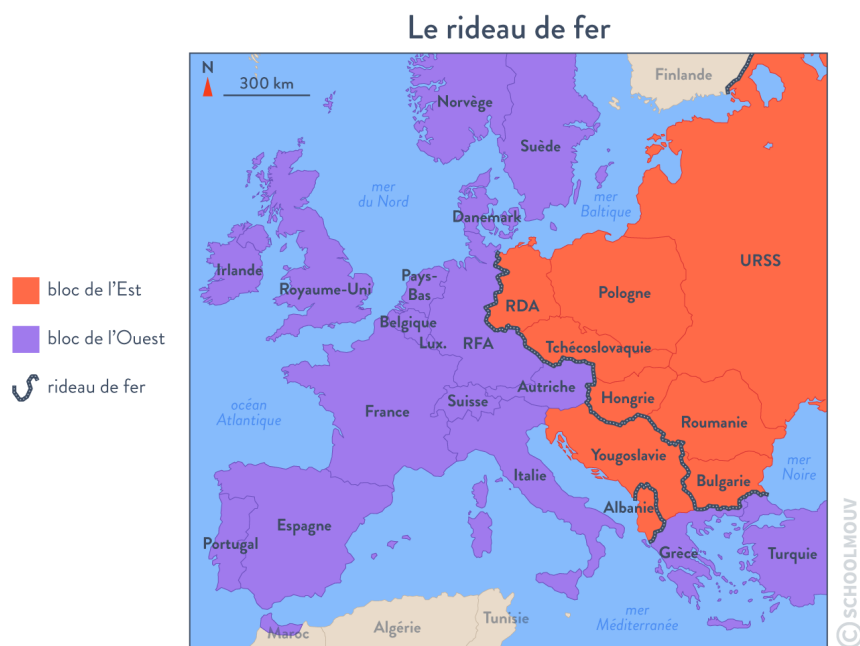 Le rideau de fer
N
300 km
Finlande
Norvège
Suède
mer
du Nord
mer
Baltique
Danemark
Irlande
Royaume-Uni
Pays-
Bas
Belgique
Lux.
RFA
RDA
Pologne
URSS
Tchécoslovaquie
Autriche
Suisse
Hongrie
France
océan
Atlantique
Roumanie
Yougoslavie
mer
Noire
Bulgarie
Italie
Albanie
Espagne
Portugal
Grèce
Turquie
mer
Méditerranée
Maroc
Algérie
Tunisie
bloc de l'Est
bloc de l'Ouest
rideau de fer
© SCHOOLMOUV